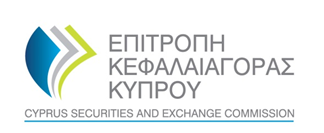 ΕΠΙΤΡΟΠΗ
ΚΕΦΑΛΑΙΑΓΟΡΑΣ
ΚΥΠΡΟΥ
CYPRUS SECURITIES AND EXCHANGE COMMISSION